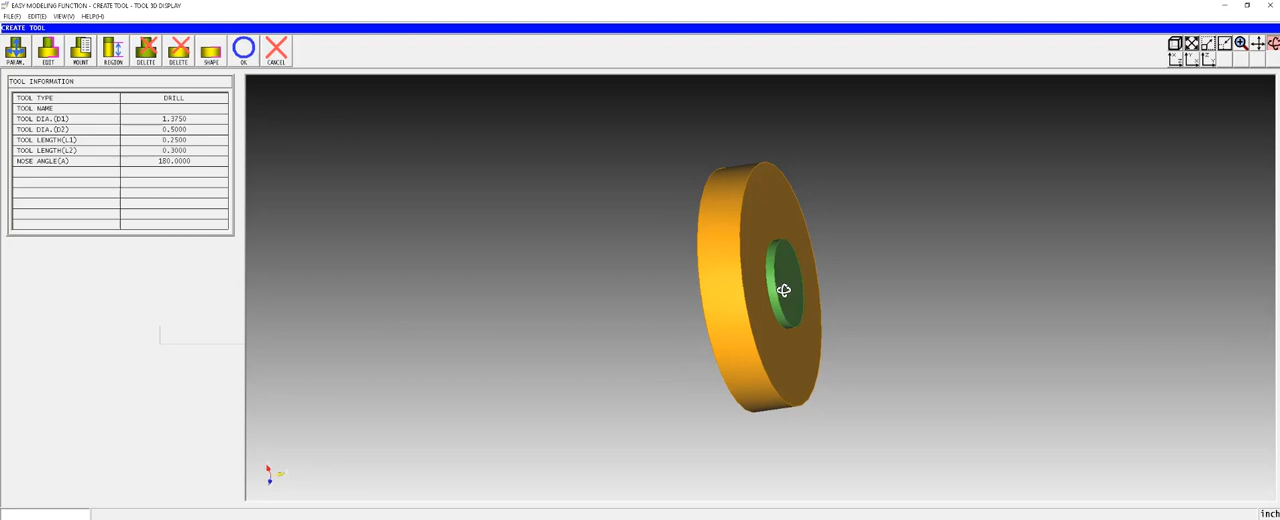 EASY MODELING FUNCTION - CREATE TOOL - TOOL 3D DISPLAY
FILE(F) EDIT(E) VIEW(V) HELP(H)
CREATE TOOL
PARAM. EDIT MOUNT REGION DELETE DELETE SHAPE OK CANCEL
TOOL INFORMATION
TOOL TYPE DRILL
TOOL NAME
TOOL DIA.(D1) 1.3750
TOOL DIA.(D2) 0.5000
TOOL LENGTH(L1) 0.2500
TOOL LENGTH(L2) 0.3000
NOSE ANGLE(A) 180.0000
inch